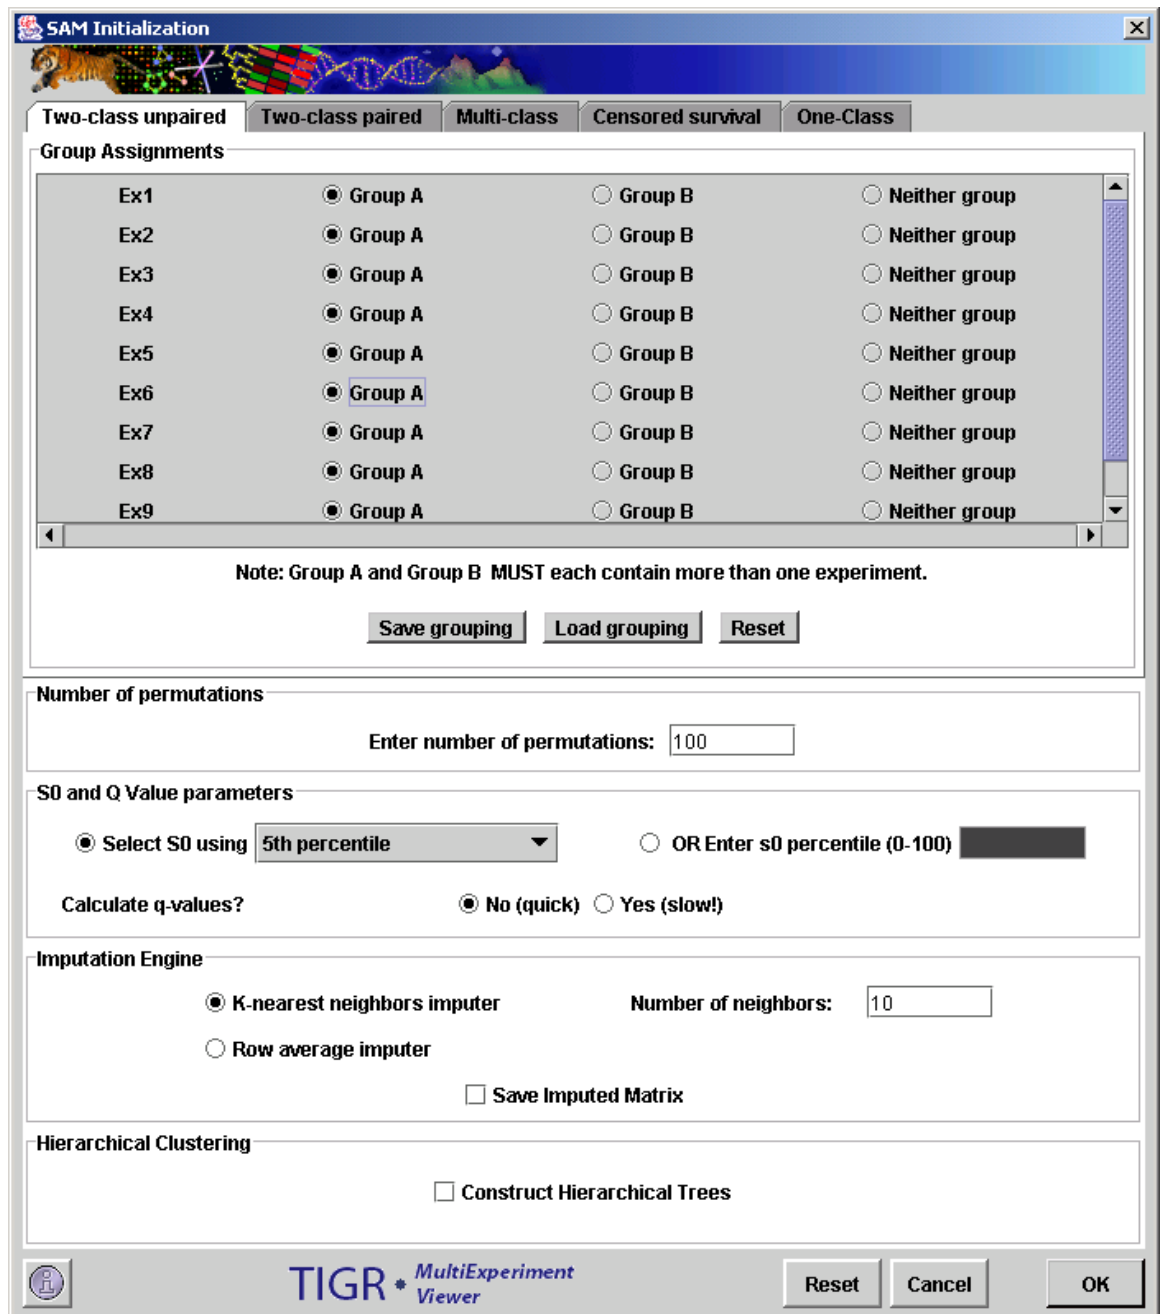 SAM Initialization
Two-class unpaired Two-class paired Multi-class Censored survival One-Class
Group Assignments
Ex1 Group A Group B Neither group
Ex2 Group A Group B Neither group
Ex3 Group A Group B Neither group
Ex4 Group A Group B Neither group
Ex5 Group A Group B Neither group
Ex6 Group A Group B Neither group
Ex7 Group A Group B Neither group
Ex8 Group A Group B Neither group
Ex9 Group A Group B Neither group
Note: Group A and Group B MUST each contain more than one experiment.
Save grouping Load grouping Reset
Number of permutations
Enter number of permutations: 100
S0 and Q Value parameters
Select S0 using 5th percentile OR Enter s0 percentile (0-100)
Calculate q-values? No (quick) Yes (slow!)
Imputation Engine
K-nearest neighbors imputer Number of neighbors: 10
Row average imputer
Save Imputed Matrix
Hierarchical Clustering
Construct Hierarchical Trees
TIGR MultiExperiment Viewer Reset Cancel OK